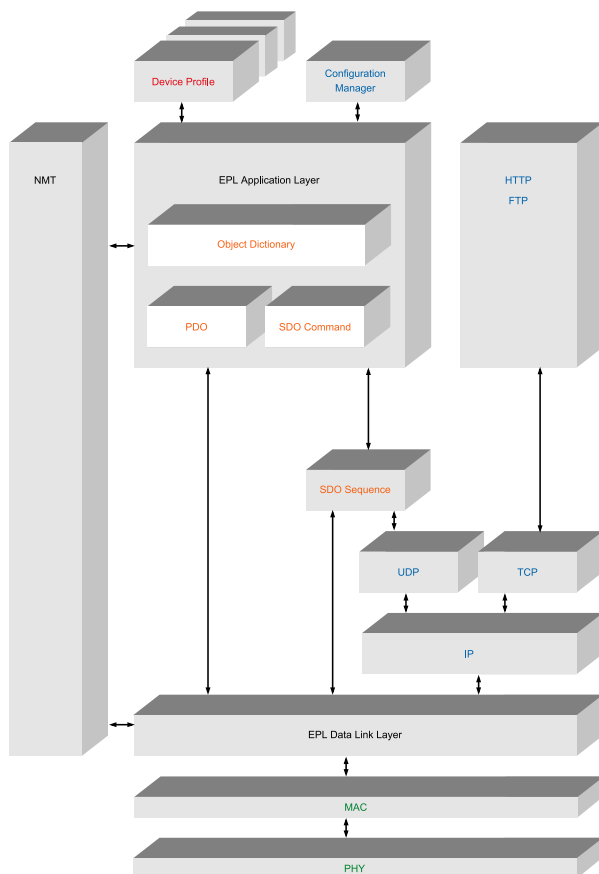 Device Profile
Configuration
Manager
NMT
EPL Application Layer
HTTP
FTP
Object Dictionary
PDO
SDO Command
SDO Sequence
UDP
TCP
IP
EPL Data Link Layer
MAC
PHY